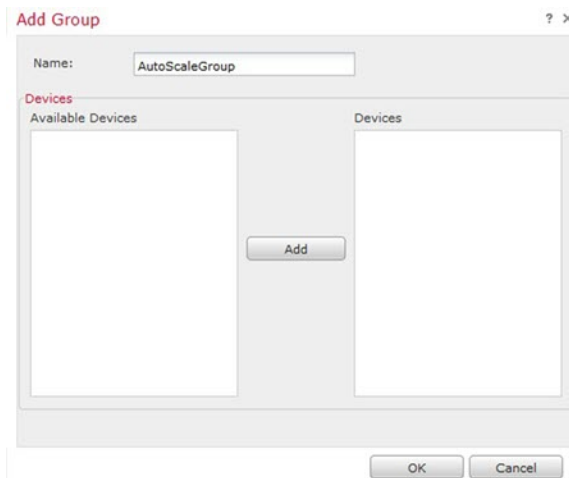 Add Group
? ×
Name: AutoScaleGroup
Devices
Available Devices
Devices
Add
OK
Cancel